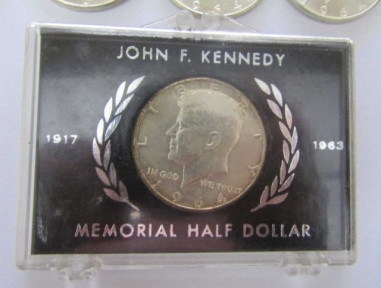 JOHN F. KENNEDY
LIBERTY
1917
1963
IN GOD WE TRUST
1964
MEMORIAL HALF DOLLAR